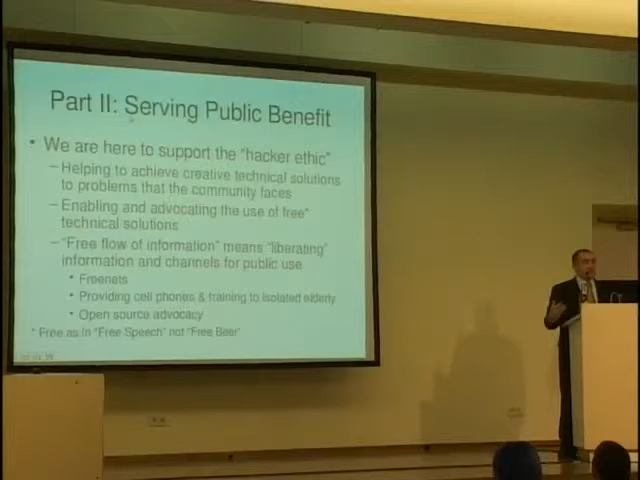 Part II: Serving Public Benefit
• We are here to support the "hacker ethic"
– Helping to achieve creative technical solutions
to problems that the community faces
– Enabling and advocating the use of free*
technical solutions
– "Free flow of information" means "liberating"
information and channels for public use
• Freenets
• Providing cell phones & training to isolated elderly
• Open source advocacy
* Free as in "Free Speech" not "Free Beer"